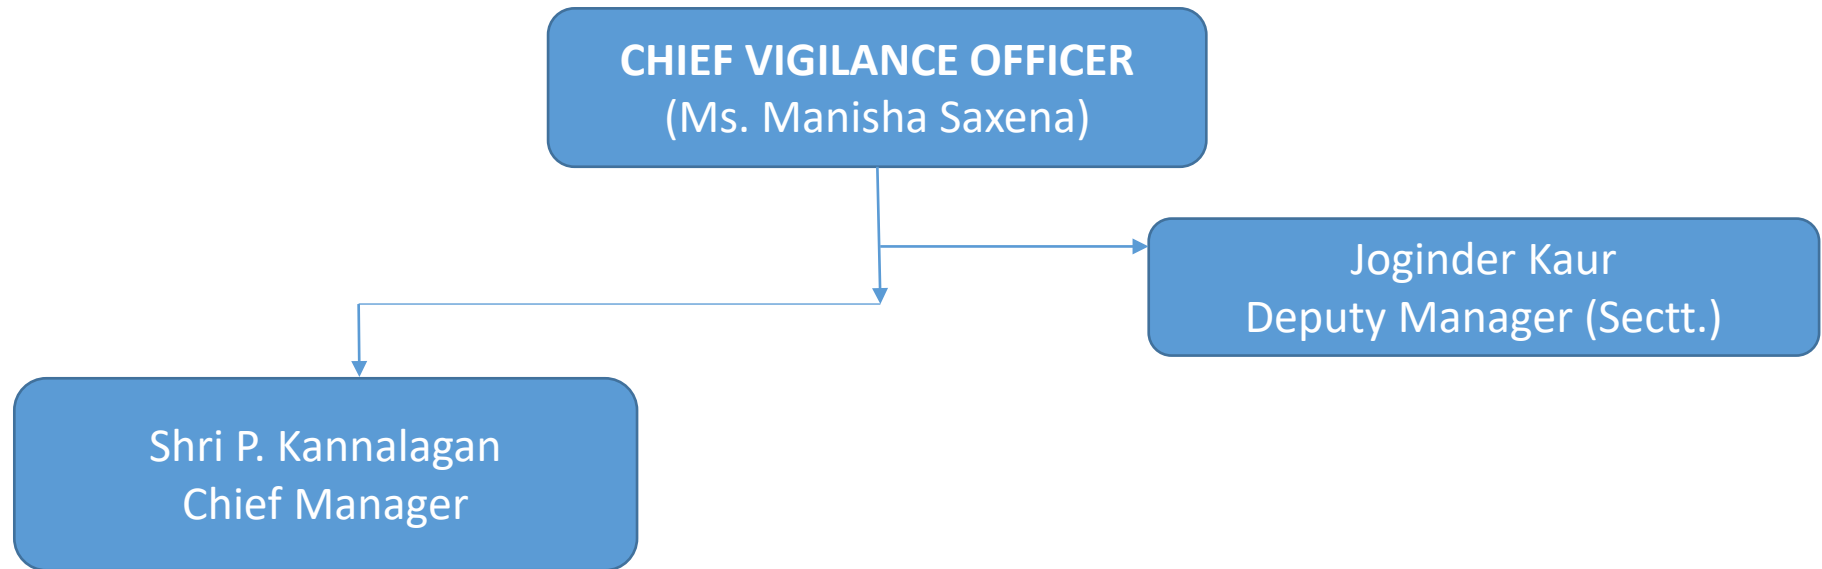 CHIEF VIGILANCE OFFICER
(Ms. Manisha Saxena)
Joginder Kaur
Deputy Manager (Sectt.)
Shri P. Kannalagan
Chief Manager